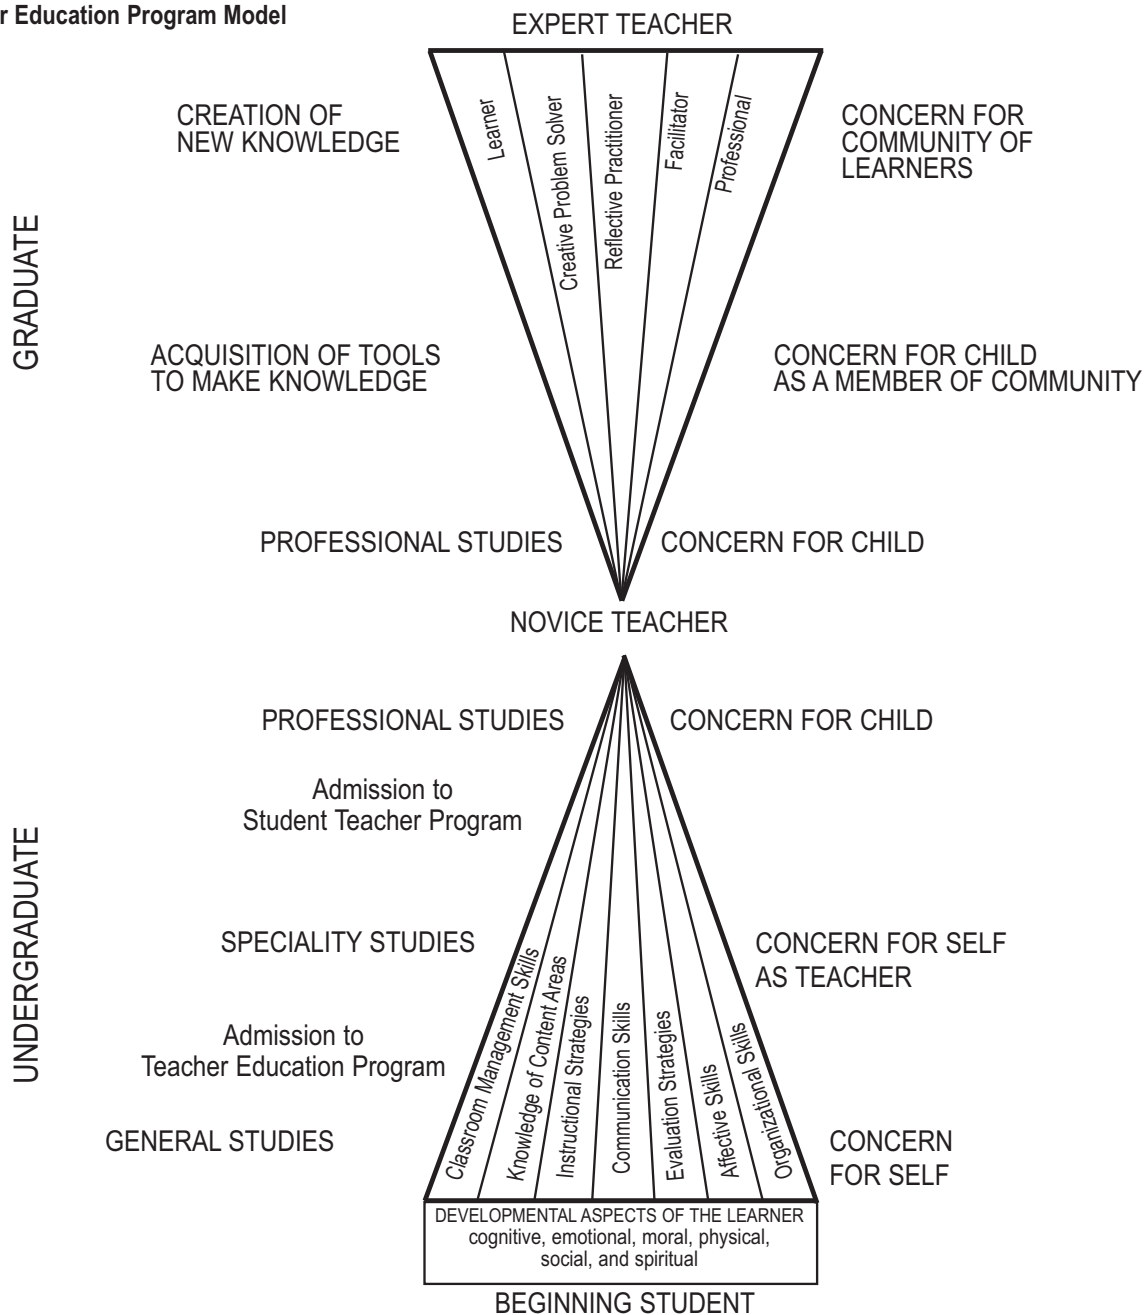 r Education Program Model
EXPERT TEACHER
CREATION OF
NEW KNOWLEDGE
Learner
Creative Problem Solver
Reflective Practitioner
Facilitator
Professional
CONCERN FOR
COMMUNITY OF
LEARNERS
GRADUATE
ACQUISITION OF TOOLS
TO MAKE KNOWLEDGE
CONCERN FOR CHILD
AS A MEMBER OF COMMUNITY
PROFESSIONAL STUDIES
CONCERN FOR CHILD
NOVICE TEACHER
PROFESSIONAL STUDIES
CONCERN FOR CHILD
Admission to
Student Teacher Program
UNDERGRADUATE
SPECIALITY STUDIES
CONCERN FOR SELF
AS TEACHER
Admission to
Teacher Education Program
GENERAL STUDIES
Classroom Management Skills
Knowledge of Content Areas
Instructional Strategies
Communication Skills
Evaluation Strategies
Affective Skills
Organizational Skills
CONCERN
FOR SELF
DEVELOPMENTAL ASPECTS OF THE LEARNER
cognitive, emotional, moral, physical,
social, and spiritual
BEGINNING STUDENT